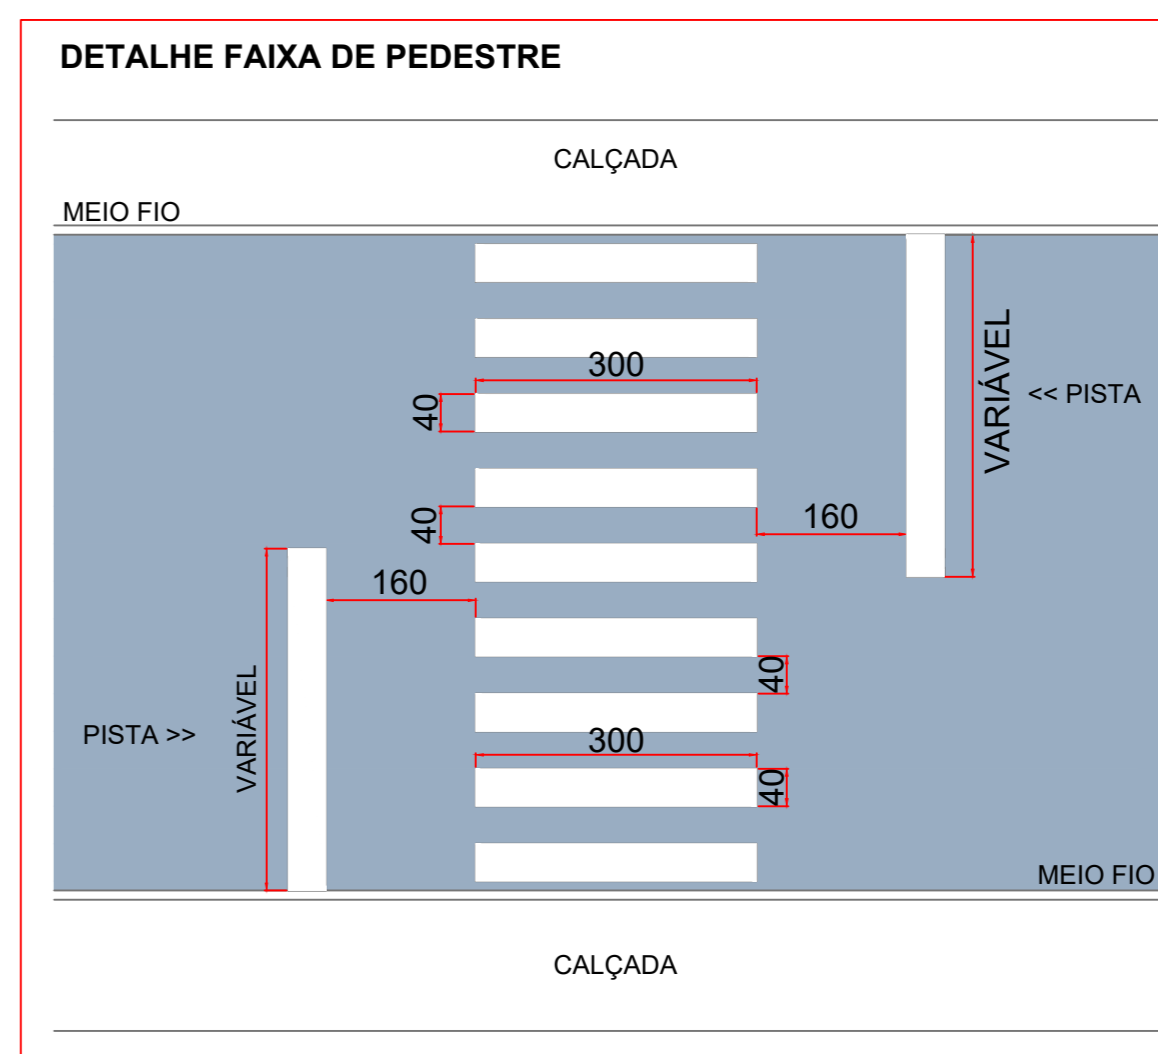 DETALHE FAIXA DE PEDESTRE
CALÇADA
MEIO FIO
300
40
VARIÁVEL
<< PISTA
40
160
160
40
VARIÁVEL
PISTA >>
300
40
MEIO FIO
CALÇADA